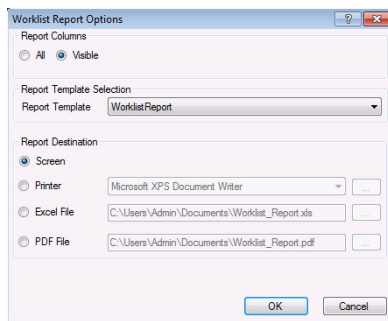 Worklist Report Options
Report Columns
All Visible
Report Template Selection
Report Template WorklistReport
Report Destination
Screen
Printer Microsoft XPS Document Writer ...
Excel File C:\Users\Admin\Documents\Worklist_Report.xls ...
PDF File C:\Users\Admin\Documents\Worklist_Report.pdf ...
OK Cancel